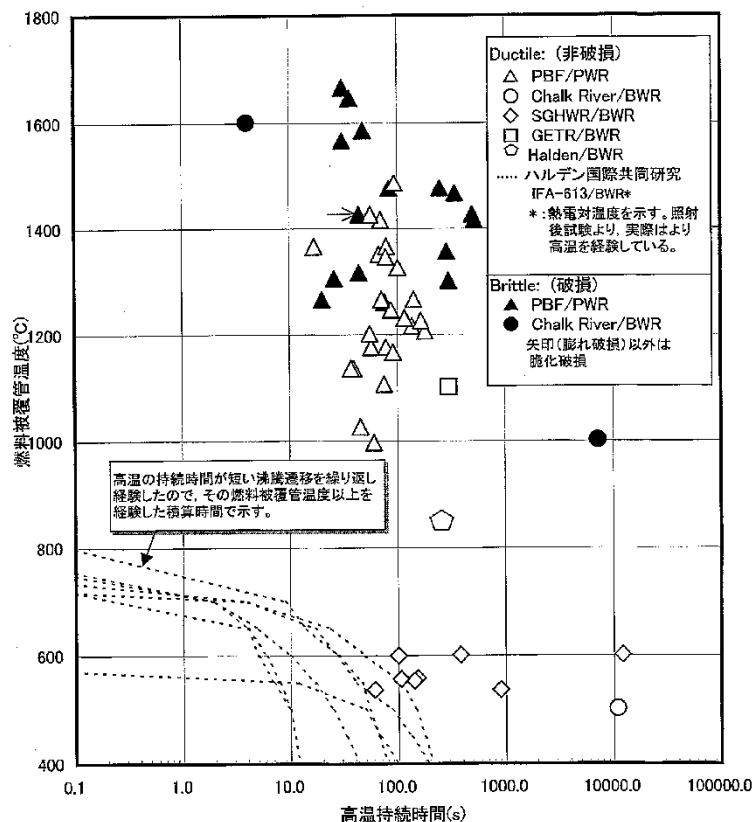 1800
1600
1400
1200
1000
800
600
400
燃料被覆管温度(℃)
Ductile: (非破損)
PBF/PWR
Chalk River/BWR
SGHWR/BWR
GETR/BWR
Halden/BWR
ハルデン国際共同研究
IFA-613/BWR*
*:熱電対温度を示す。照射
後試験より,実際はより
高温を経験している。
Brittle: (破損)
PBF/PWR
Chalk River/BWR
矢印(膨れ破損)以外は
脆化破損
高温の持続時間が短い沸騰遷移を繰り返し
経験したので,その燃料被覆管温度以上を
経験した積算時間で示す。
0.1 1.0 10.0 100.0 1000.0 10000.0 100000.0
高温持続時間(s)